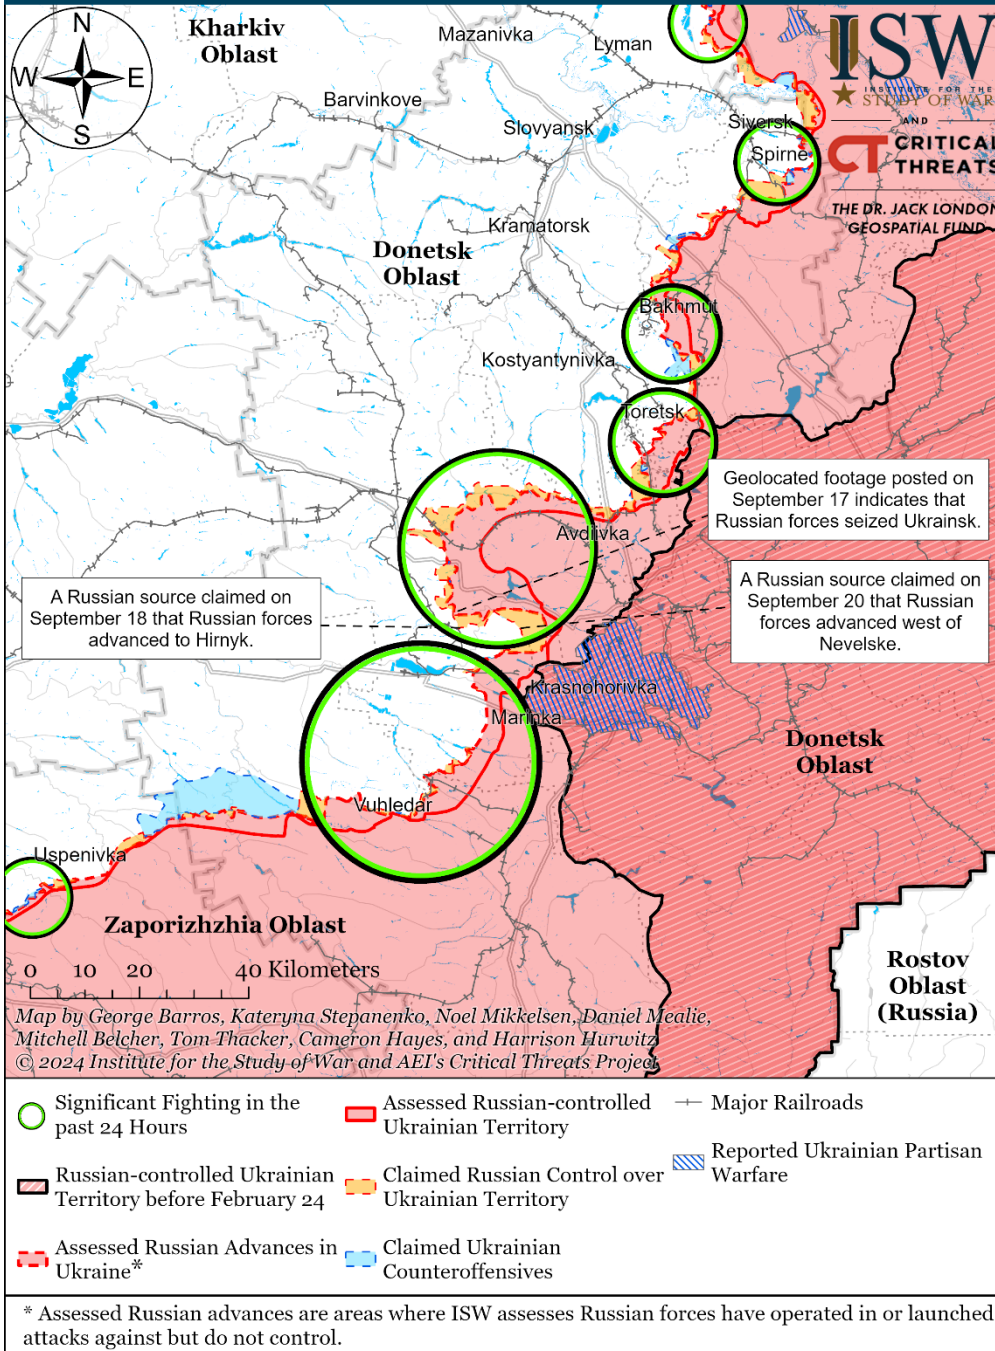 N
W
E
S
Kharkiv
Oblast
Mazanivka
Lyman
ISW
INSTITUTE FOR THE
STUDY OF WAR
AND
CT CRITICAL
THREATS
THE DR. JACK LONDON
GEOSPATIAL FUND
Barvinkove
Slovyansk
Siversk
Spirne
Kramatorsk
Donetsk
Oblast
Bakhmut
Kostyantynivka
Toretsk
Geolocated footage posted on
September 17 indicates that
Russian forces seized Ukrainsk.
Avdiivka
A Russian source claimed on
September 18 that Russian forces
advanced to Hirnyk.
A Russian source claimed on
September 20 that Russian
forces advanced west of
Nevelske.
Krasnohorivka
Marinka
Donetsk
Oblast
Vuhledar
Uspenivka
Zaporizhzhia Oblast
Rostov
Oblast
(Russia)
0 10 20 40 Kilometers
Map by George Barros, Kateryna Stepanenko, Noel Mikkelsen, Daniel Mealie,
Mitchell Belcher, Tom Thacker, Cameron Hayes, and Harrison Hurwitz
© 2024 Institute for the Study of War and AEI's Critical Threats Project
Significant Fighting in the
past 24 Hours
Russian-controlled Ukrainian
Territory before February 24
Assessed Russian Advances in
Ukraine*
Assessed Russian-controlled
Ukrainian Territory
Claimed Russian Control over
Ukrainian Territory
Claimed Ukrainian
Counteroffensives
Major Railroads
Reported Ukrainian Partisan
Warfare
* Assessed Russian advances are areas where ISW assesses Russian forces have operated in or launched
attacks against but do not control.